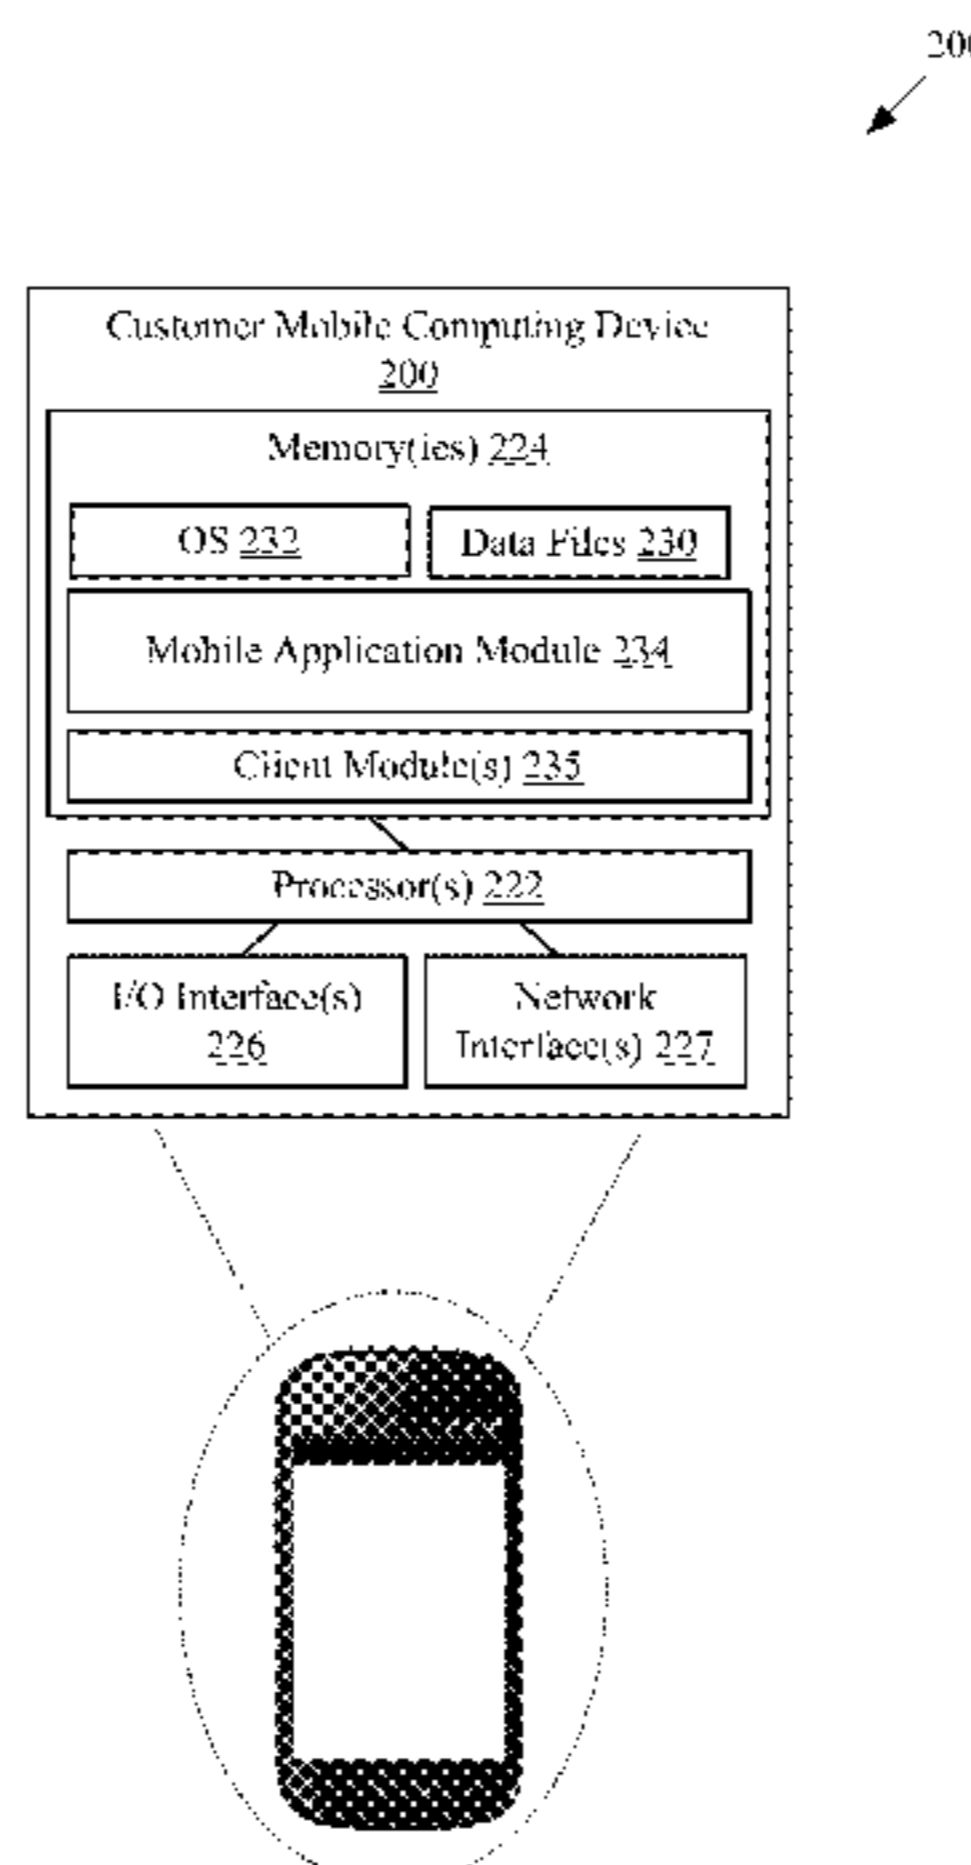 200
Customer Mobile Computing Device
200
Memory(ies) 224
OS 232
Data Files 230
Mobile Application Module 234
Client Module(s) 235
Processor(s) 222
I/O Interface(s)
226
Network
Interface(s) 227